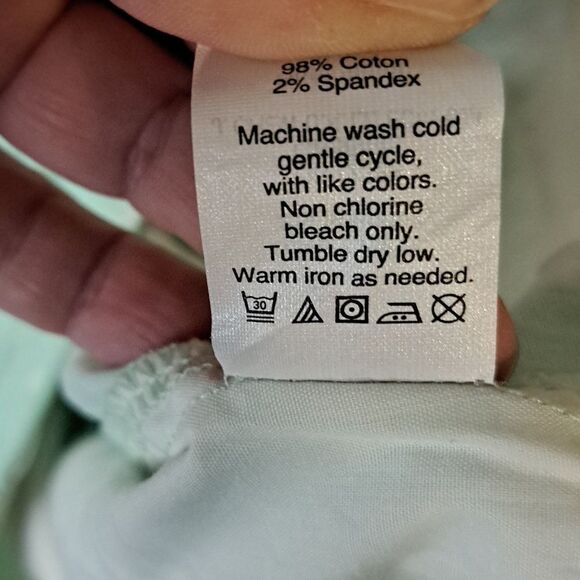 98% Coton
2% Spandex
Machine wash cold
gentle cycle,
with like colors.
Non chlorine
bleach only.
Tumble dry low.
Warm iron as needed.
30